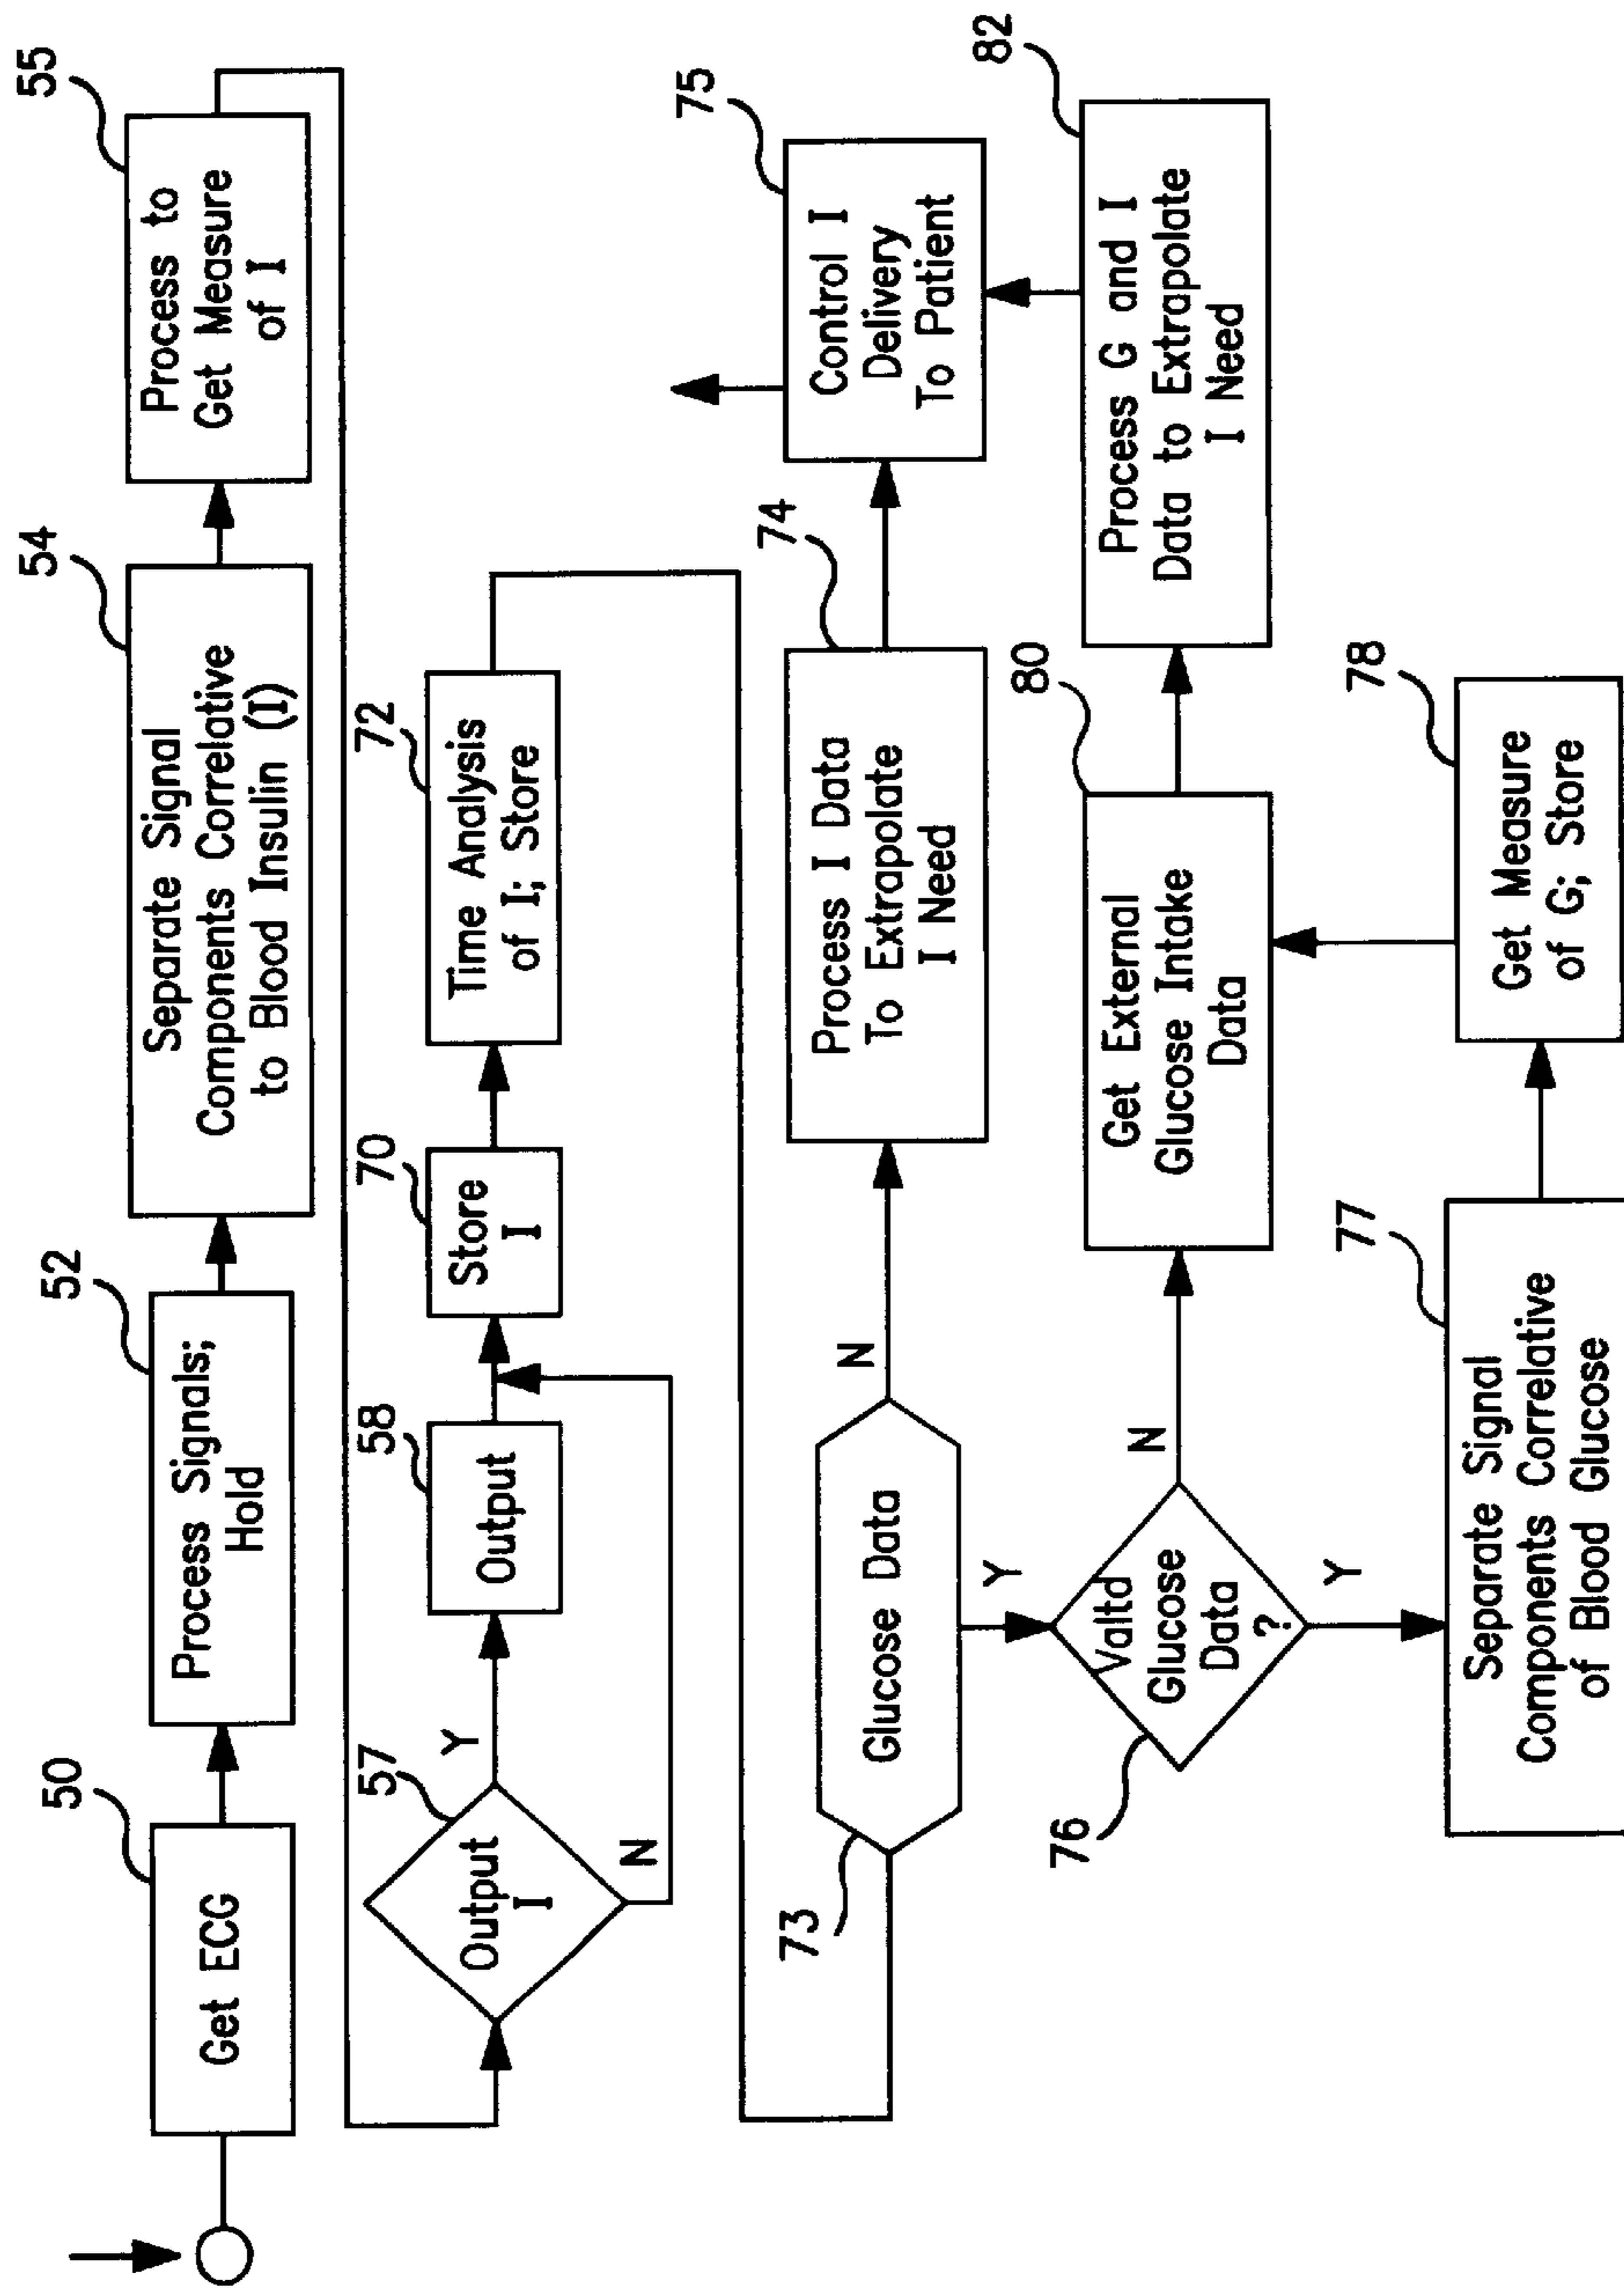 50
Get ECG
52
Process Signals;
Hold
54
Separate Signal
Components Correlative
to Blood Insulin (I)
55
Process to
Get Measure
of I
57
Output
I
Y
N
58
Output
70
Store
I
72
Time Analysis
of I; Store
73
Glucose Data
N
Y
74
Process I Data
To Extrapolate
I Need
75
Control I
Delivery
To Patient
76
Valtd
Glucose
Data
?
N
Y
80
Get External
Glucose Intake
Data
82
Process G and I
Data to Extrapolate
I Need
77
Separate Signal
Components Correlative
of Blood Glucose
78
Get Measure
of G; Store